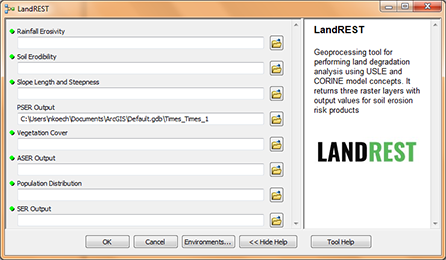 LandREST
Rainfall Erosivity
Soil Erodibility
Slope Length and Steepness
PSER Output
C:\Users\nkoech\Documents\ArcGIS\Default.gdb\Times_Times_1
Vegetation Cover
ASER Output
Population Distribution
SER Output
OK
Cancel
Environments...
<< Hide Help
Tool Help
LandREST
Geoprocessing tool for
performing land degradation
analysis using USLE and
CORINE model concepts. It
returns three raster layers with
output values for soil erosion
risk products
LANDREST